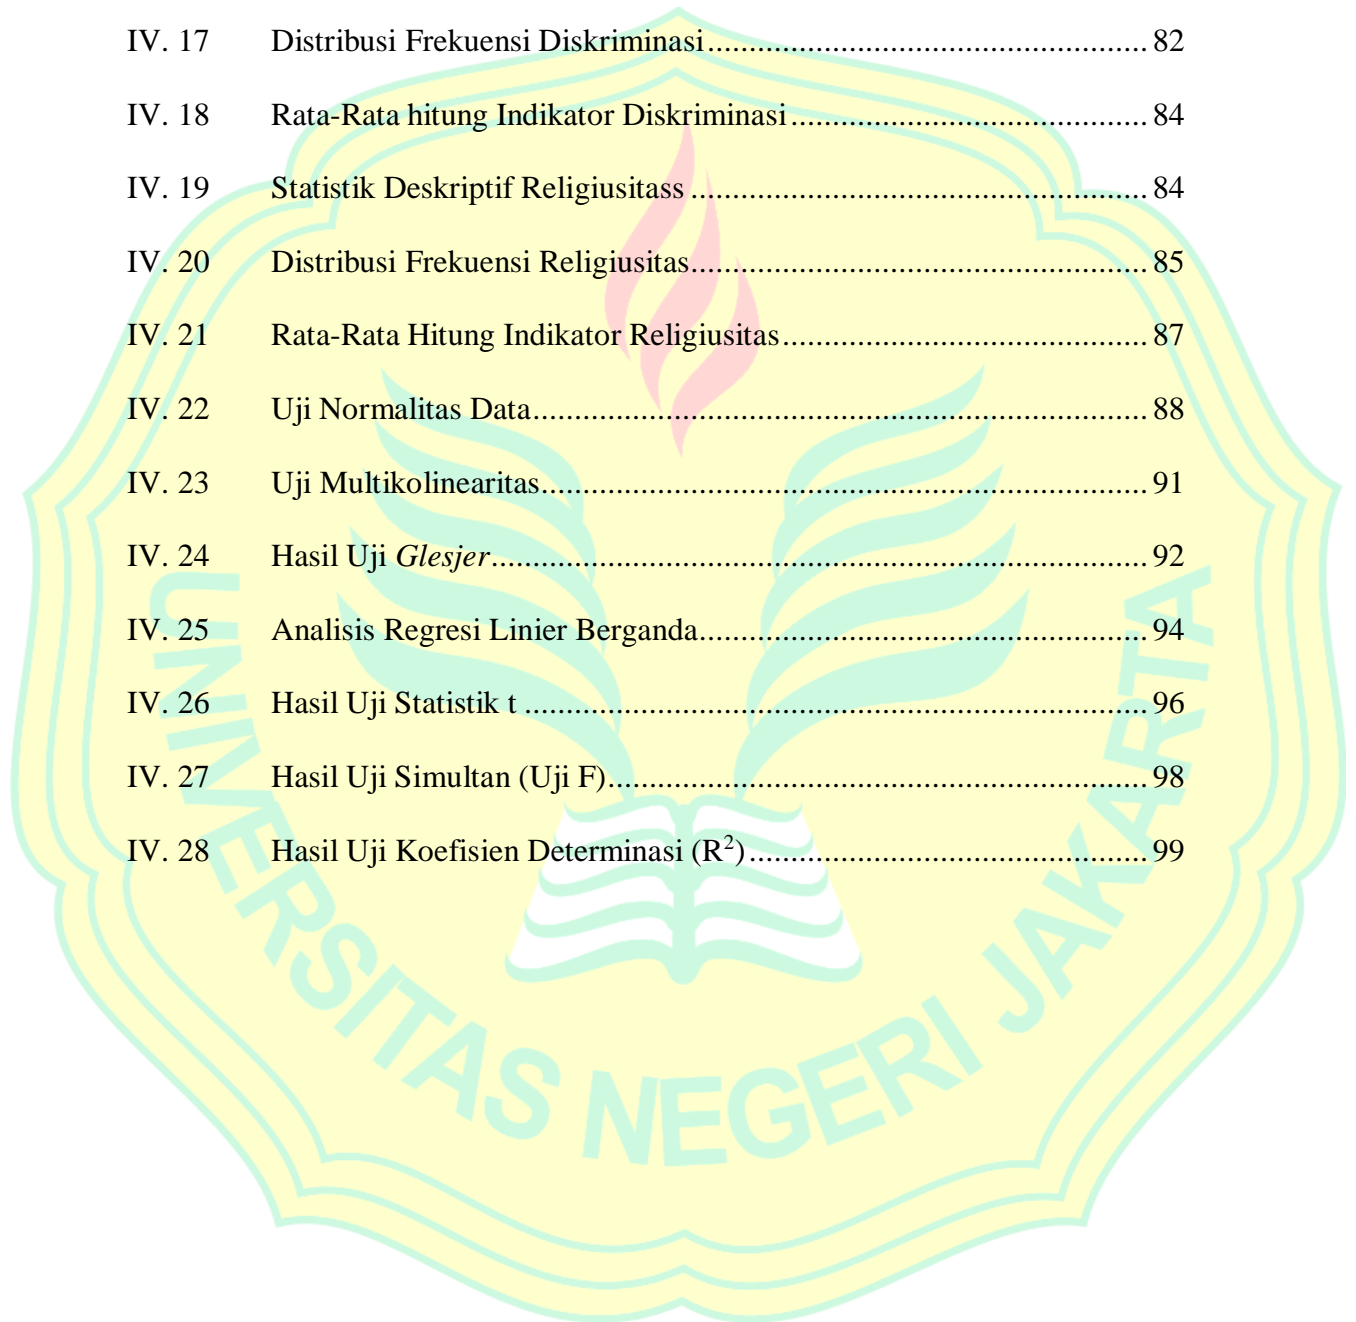 IV. 17 Distribusi Frekuensi Diskriminasi........................................................ 82
IV. 18 Rata-Rata hitung Indikator Diskriminasi ............................................. 84
IV. 19 Statistik Deskriptif Religiusitass .......................................................... 84
IV. 20 Distribusi Frekuensi Religiusitas.......................................................... 85
IV. 21 Rata-Rata Hitung Indikator Religiusitas............................................... 87
IV. 22 Uji Normalitas Data.............................................................................. 88
IV. 23 Uji Multikolinearitas............................................................................. 91
IV. 24 Hasil Uji Glesjer................................................................................... 92
IV. 25 Analisis Regresi Linier Berganda......................................................... 94
IV. 26 Hasil Uji Statistik t ............................................................................... 96
IV. 27 Hasil Uji Simultan (Uji F).................................................................... 98
IV. 28 Hasil Uji Koefisien Determinasi (R²) ................................................... 99
UNIVERSITAS NEGERI JAKARTA